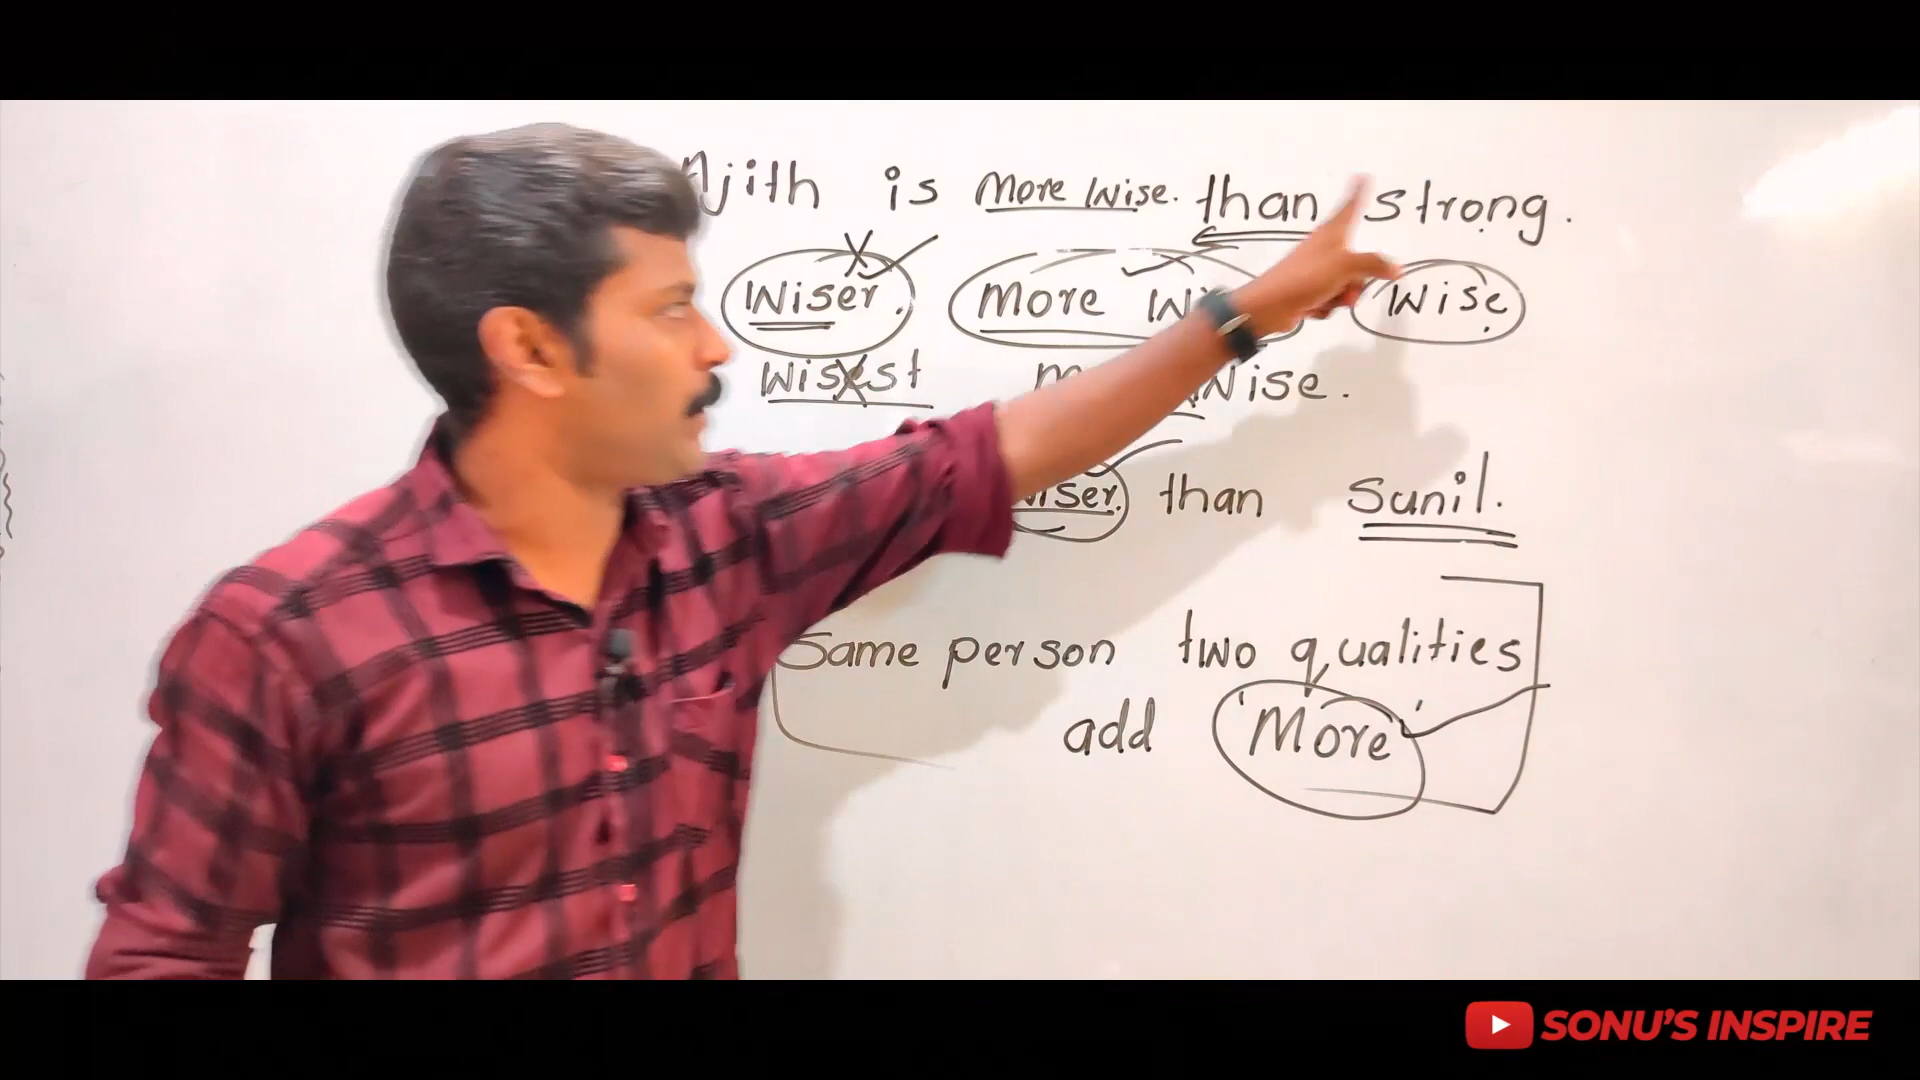 Ajith is More Wise. than strong.
Wiser. More Wise
Wisest Wise.
Wiser. than Sunil.
Same person two qualities
add 'More'
SONU'S INSPIRE